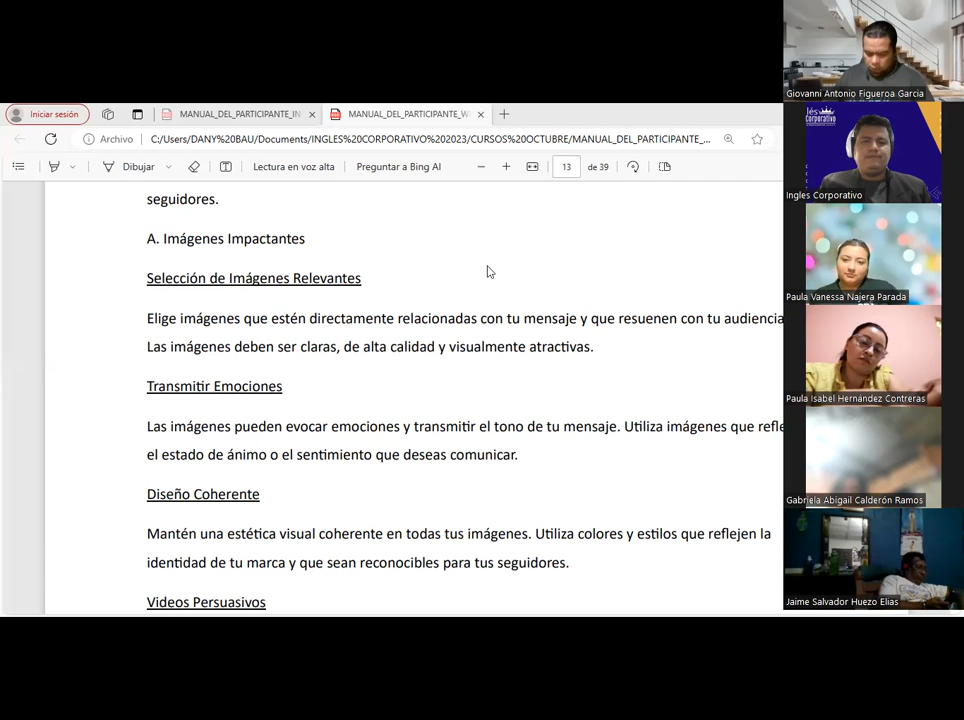 Giovanni Antonio Figueroa Garcia
Iniciar sesión
MANUAL_DEL_PARTICIPANTE_IN
MANUAL_DEL_PARTICIPANTE_W
Archivo
C:/Users/DANY%20BAU/Documents/INGLES%20CORPORATIVO%202023/CURSOS%20OCTUBRE/MANUAL_DEL_PARTICIPANTE_...
Dibujar
Lectura en voz alta
Preguntar a Bing AI
13
de 39
Corporativo
Ingles Corporativo
seguidores.
A. Imágenes Impactantes
Selección de Imágenes Relevantes
Elige imágenes que estén directamente relacionadas con tu mensaje y que resuenen con tu audiencia
Las imágenes deben ser claras, de alta calidad y visualmente atractivas.
Transmitir Emociones
Las imágenes pueden evocar emociones y transmitir el tono de tu mensaje. Utiliza imágenes que refle
el estado de ánimo o el sentimiento que deseas comunicar.
Diseño Coherente
Mantén una estética visual coherente en todas tus imágenes. Utiliza colores y estilos que reflejen la
identidad de tu marca y que sean reconocibles para tus seguidores.
Videos Persuasivos
Paula Vanessa Najera Parada
Paula Isabel Hernández Contreras
Gabriela Abigail Calderón Ramos
Jaime Salvador Huezo Elias